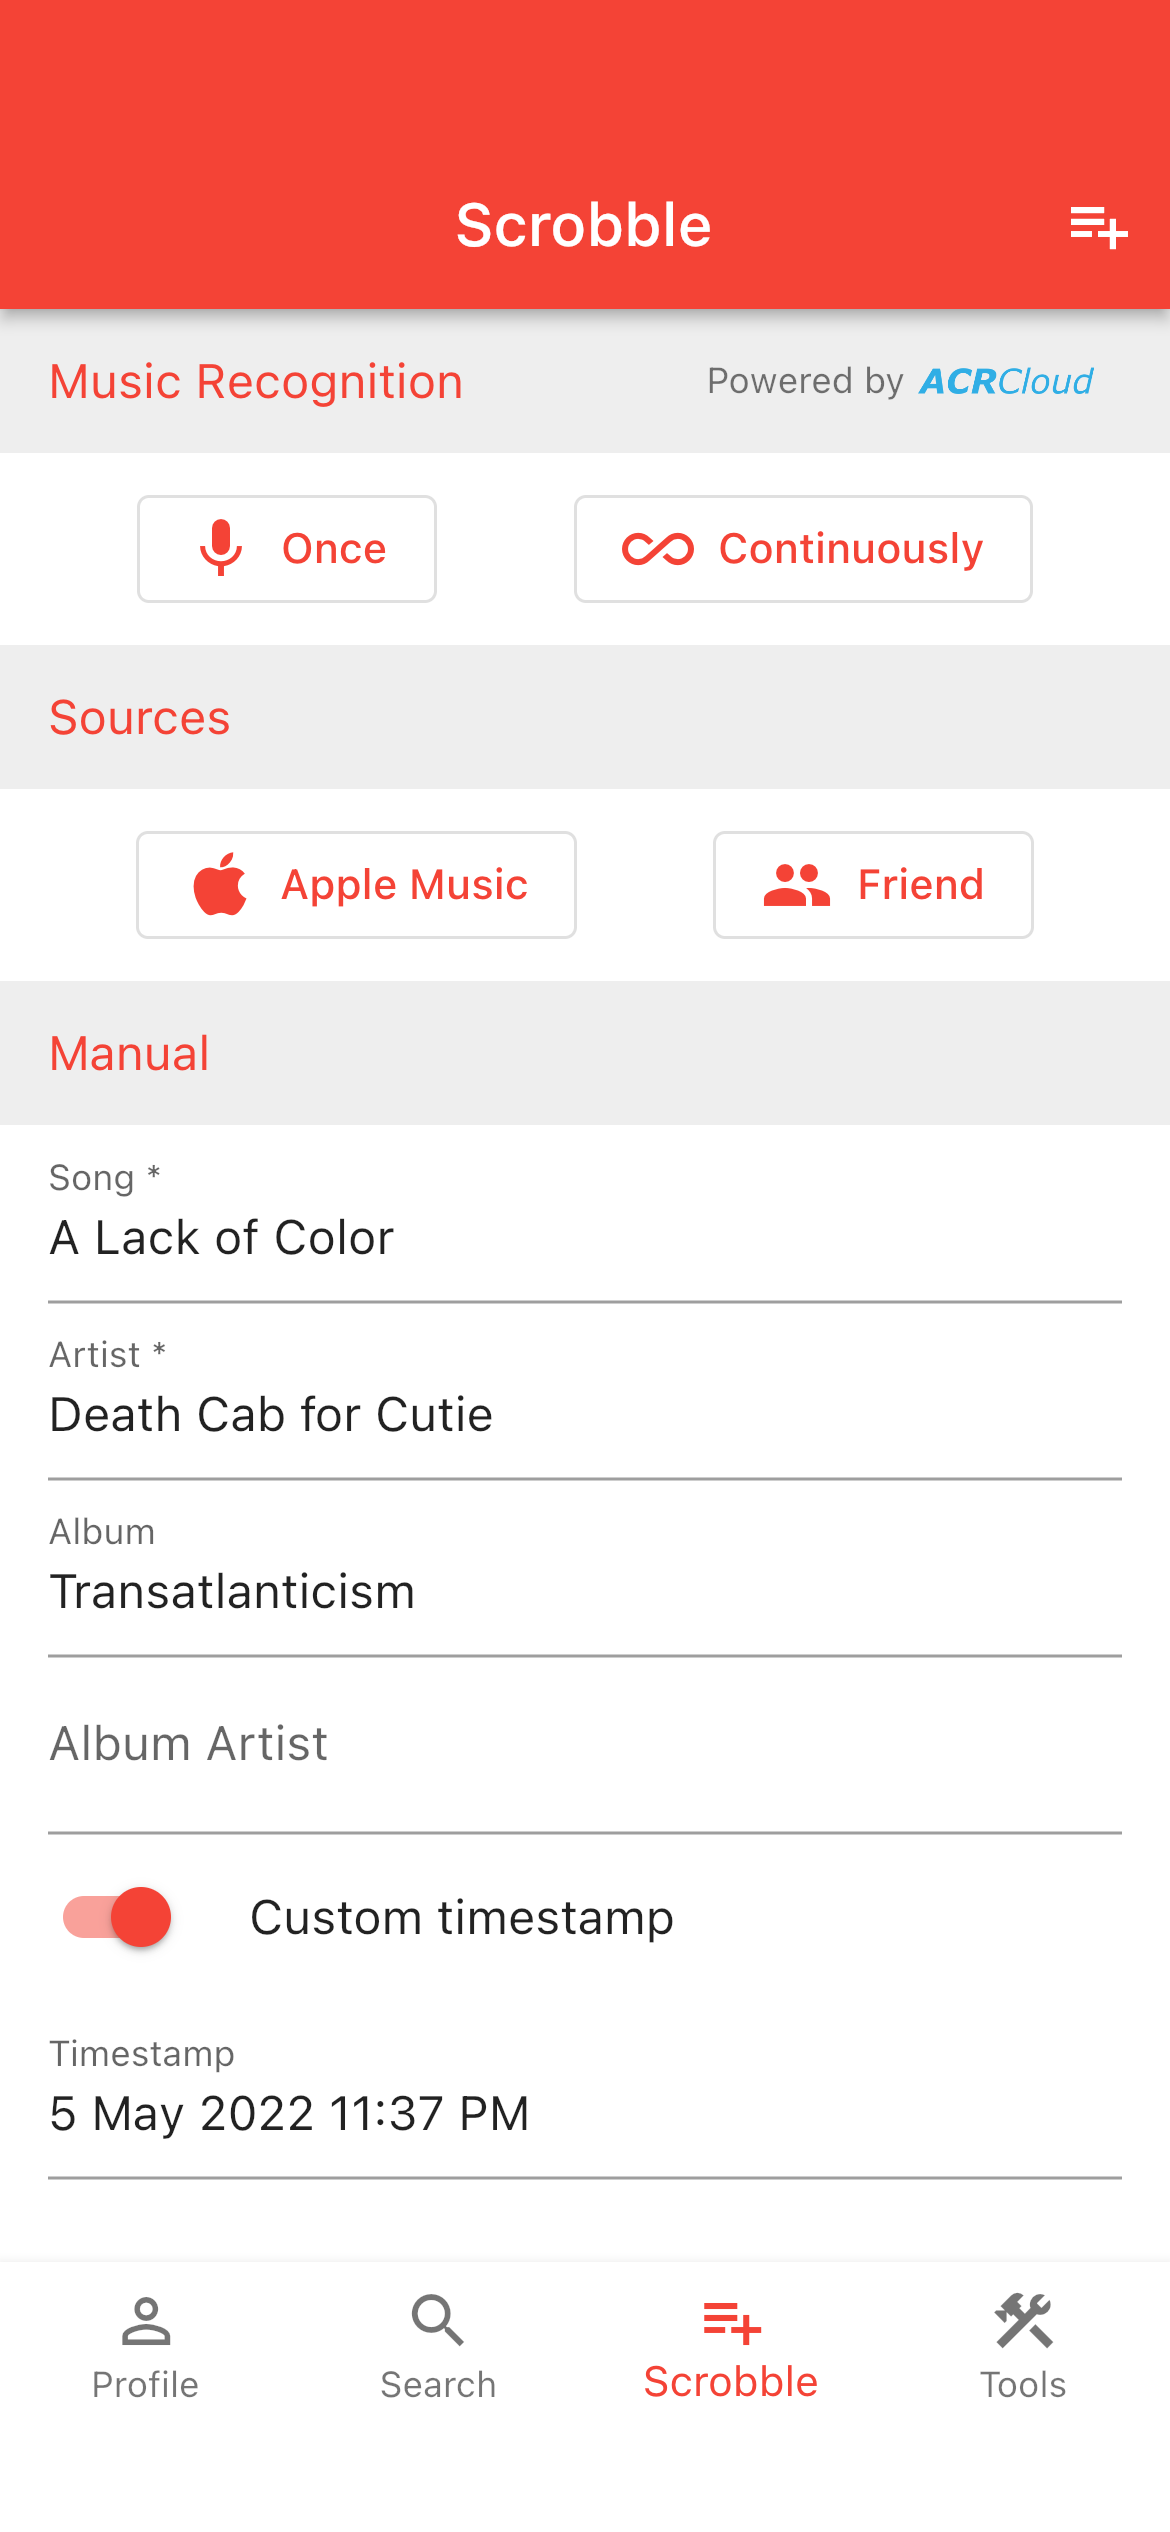 Scrobble
Music Recognition
Powered by ACRCloud
Once
Continuously
Sources
Apple Music
Friend
Manual
Song *
A Lack of Color
Artist *
Death Cab for Cutie
Album
Transatlanticism
Album Artist
Custom timestamp
Timestamp
5 May 2022 11:37 PM
Profile
Search
Scrobble
Tools